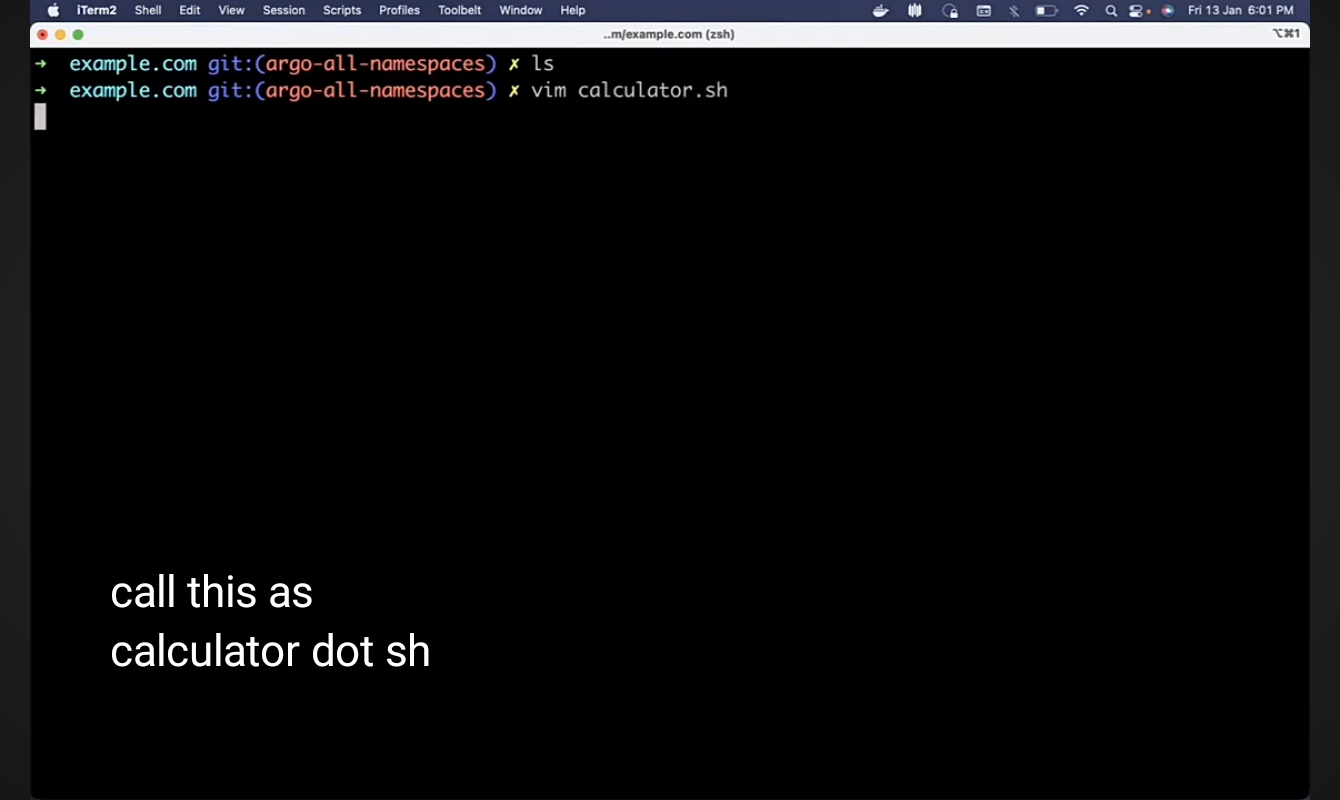 iTerm2 Shell Edit View Session Scripts Profiles Toolbelt Window Help Fri 13 Jan 6:01 PM
..m/example.com (zsh) ⌥⌘1
➜ example.com git:(argo-all-namespaces) ✗ ls
➜ example.com git:(argo-all-namespaces) ✗ vim calculator.sh
call this as
calculator dot sh